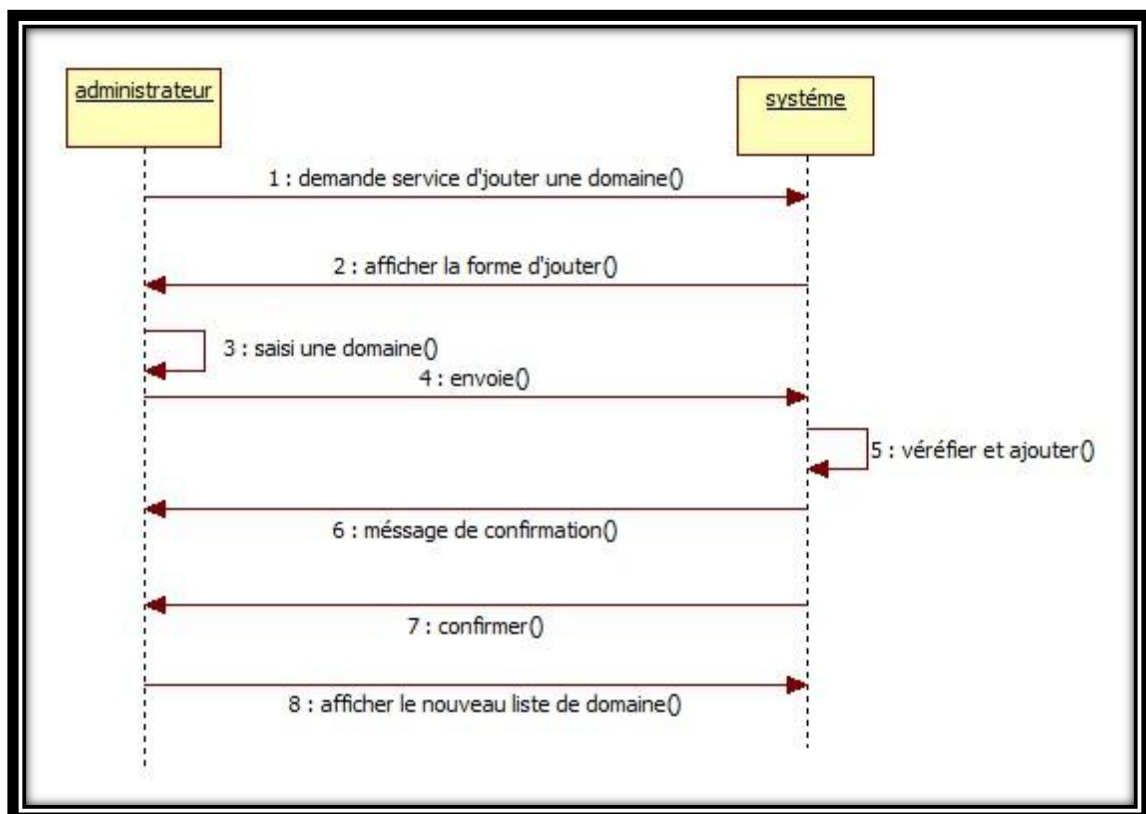 administrateur
systéme
1 : demande service d'jouter une domaine()
2 : afficher la forme d'jouter()
3 : saisi une domaine()
4 : envoie()
5 : véréfier et ajouter()
6 : méssage de confirmation()
7 : confirmer()
8 : afficher le nouveau liste de domaine()